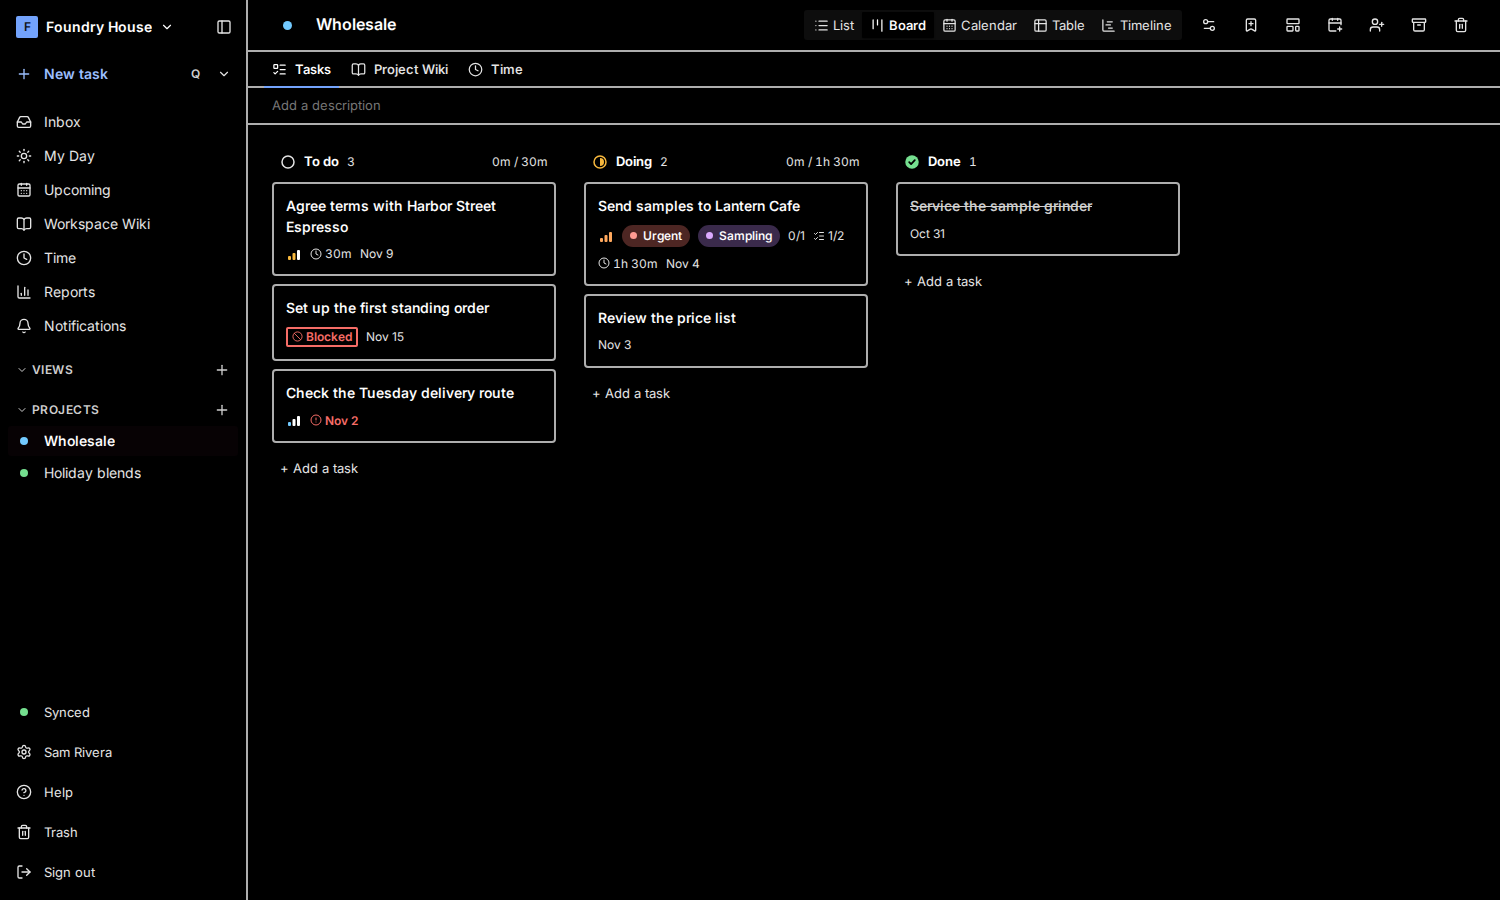 F Foundry House
New task Q
Inbox
My Day
Upcoming
Workspace Wiki
Time
Reports
Notifications
VIEWS
PROJECTS
Wholesale
Holiday blends
Synced
Sam Rivera
Help
Trash
Sign out
Wholesale
List Board Calendar Table Timeline
Tasks Project Wiki Time
Add a description
To do 3 0m / 30m
Agree terms with Harbor Street
Espresso
30m Nov 9
Set up the first standing order
Blocked Nov 15
Check the Tuesday delivery route
Nov 2
+ Add a task
Doing 2 0m / 1h 30m
Send samples to Lantern Cafe
Urgent Sampling 0/1 1/2
1h 30m Nov 4
Review the price list
Nov 3
+ Add a task
Done 1
Service the sample grinder
Oct 31
+ Add a task